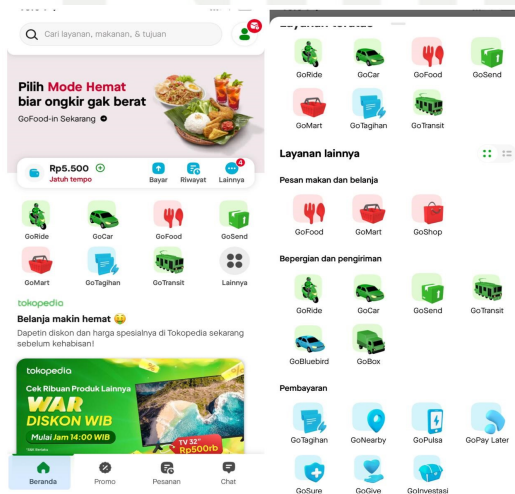 Cari layanan, makanan, & tujuan
Pilih Mode Hemat
biar ongkir gak berat
GoFood-in Sekarang
Rp5.500
Jatuh tempo
Bayar
Riwayat
4
Lainnya
GoRide
GoCar
GoFood
GoSend
GoMart
GoTagihan
GoTransit
Lainnya
tokopedia
Belanja makin hemat
Dapetin diskon dan harga spesialnya di Tokopedia sekarang
sebelum kehabisan!
tokopedia
Cek Ribuan Produk Lainnya
WAR
DISKON WIB
Mulai Jam 14:00 WIB
TV 32"
Rp500rb
Beranda
Promo
Pesanan
Chat
GoRide
GoCar
GoFood
GoSend
GoMart
GoTagihan
GoTransit
Layanan lainnya
Pesan makan dan belanja
GoFood
GoMart
GoShop
Bepergian dan pengiriman
GoRide
GoCar
GoSend
GoTransit
GoBluebird
GoBox
Pembayaran
GoTagihan
GoNearby
GoPulsa
GoPay Later
GoSure
GoGive
GoInvestasi